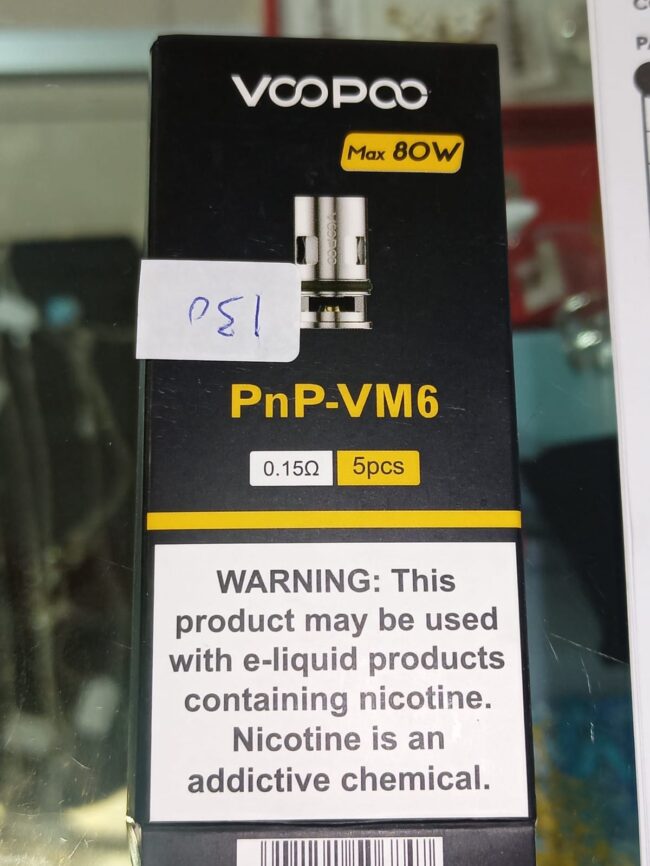 VOOPOO
Max 80W
VOOPOO
PnP-VM6
0.15Ω 5pcs
WARNING: This
product may be used
with e-liquid products
containing nicotine.
Nicotine is an
addictive chemical.